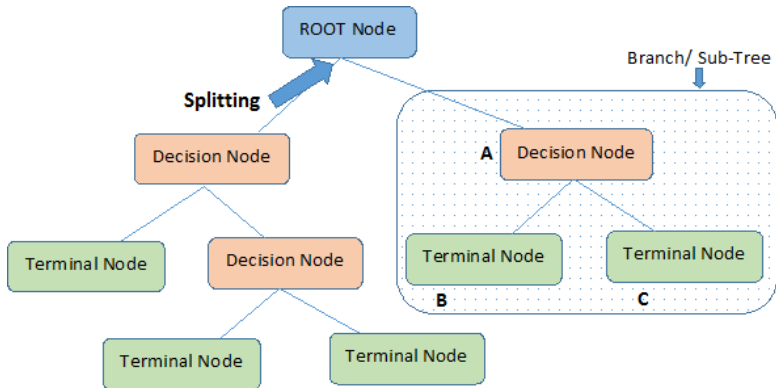 ROOT Node
Branch/ Sub-Tree
Splitting
Decision Node
A
Decision Node
Terminal Node
Decision Node
Terminal Node
Terminal Node
B
C
Terminal Node
Terminal Node